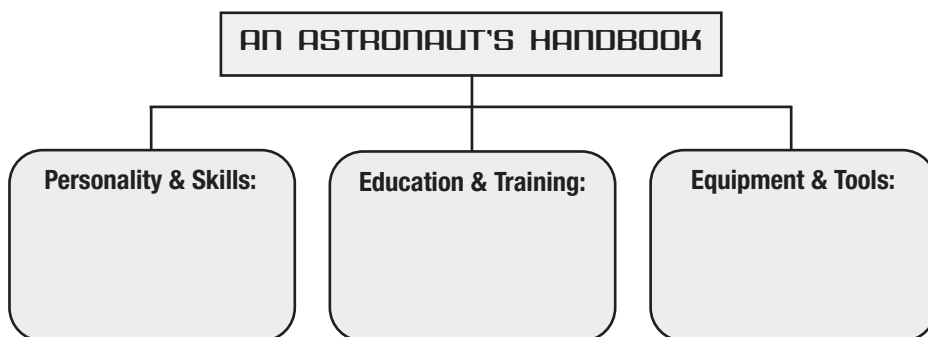 AN ASTRONAUT'S HANDBOOK
Personality & Skills:
Education & Training:
Equipment & Tools: